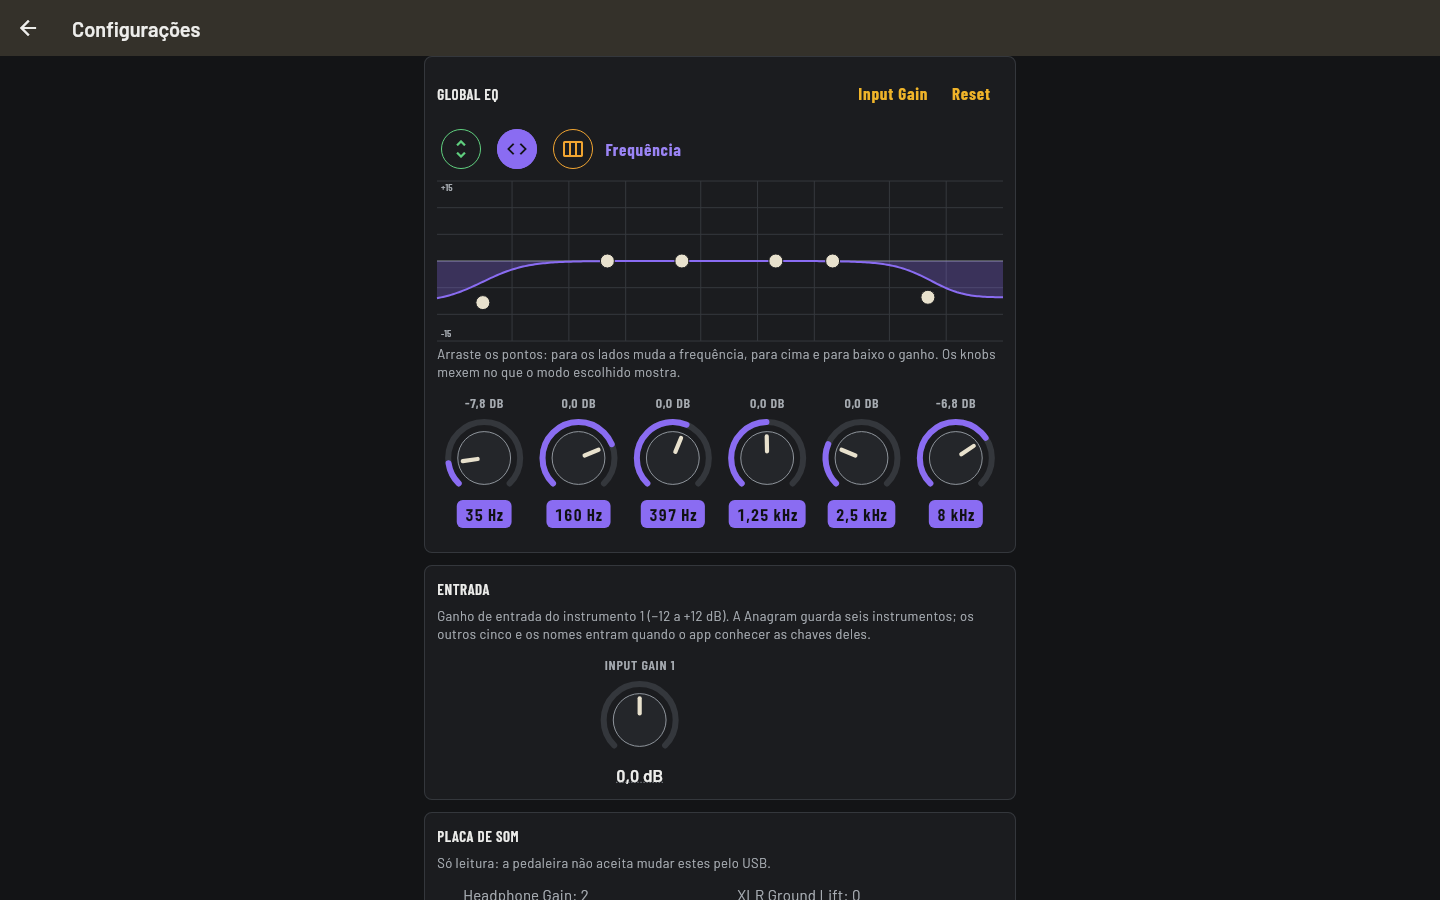 Configurações
GLOBAL EQ
Input Gain
Reset
Frequência
+15
-15
Arraste os pontos: para os lados muda a frequência, para cima e para baixo o ganho. Os knobs
mexem no que o modo escolhido mostra.
-7,8 DB
0,0 DB
0,0 DB
0,0 DB
0,0 DB
-6,8 DB
35 Hz
160 Hz
397 Hz
1,25 kHz
2,5 kHz
8 kHz
ENTRADA
Ganho de entrada do instrumento 1 (−12 a +12 dB). A Anagram guarda seis instrumentos; os
outros cinco e os nomes entram quando o app conhecer as chaves deles.
INPUT GAIN 1
0,0 dB
PLACA DE SOM
Só leitura: a pedaleira não aceita mudar estes pelo USB.
Headphone Gain: 2
XLR Ground Lift: 0